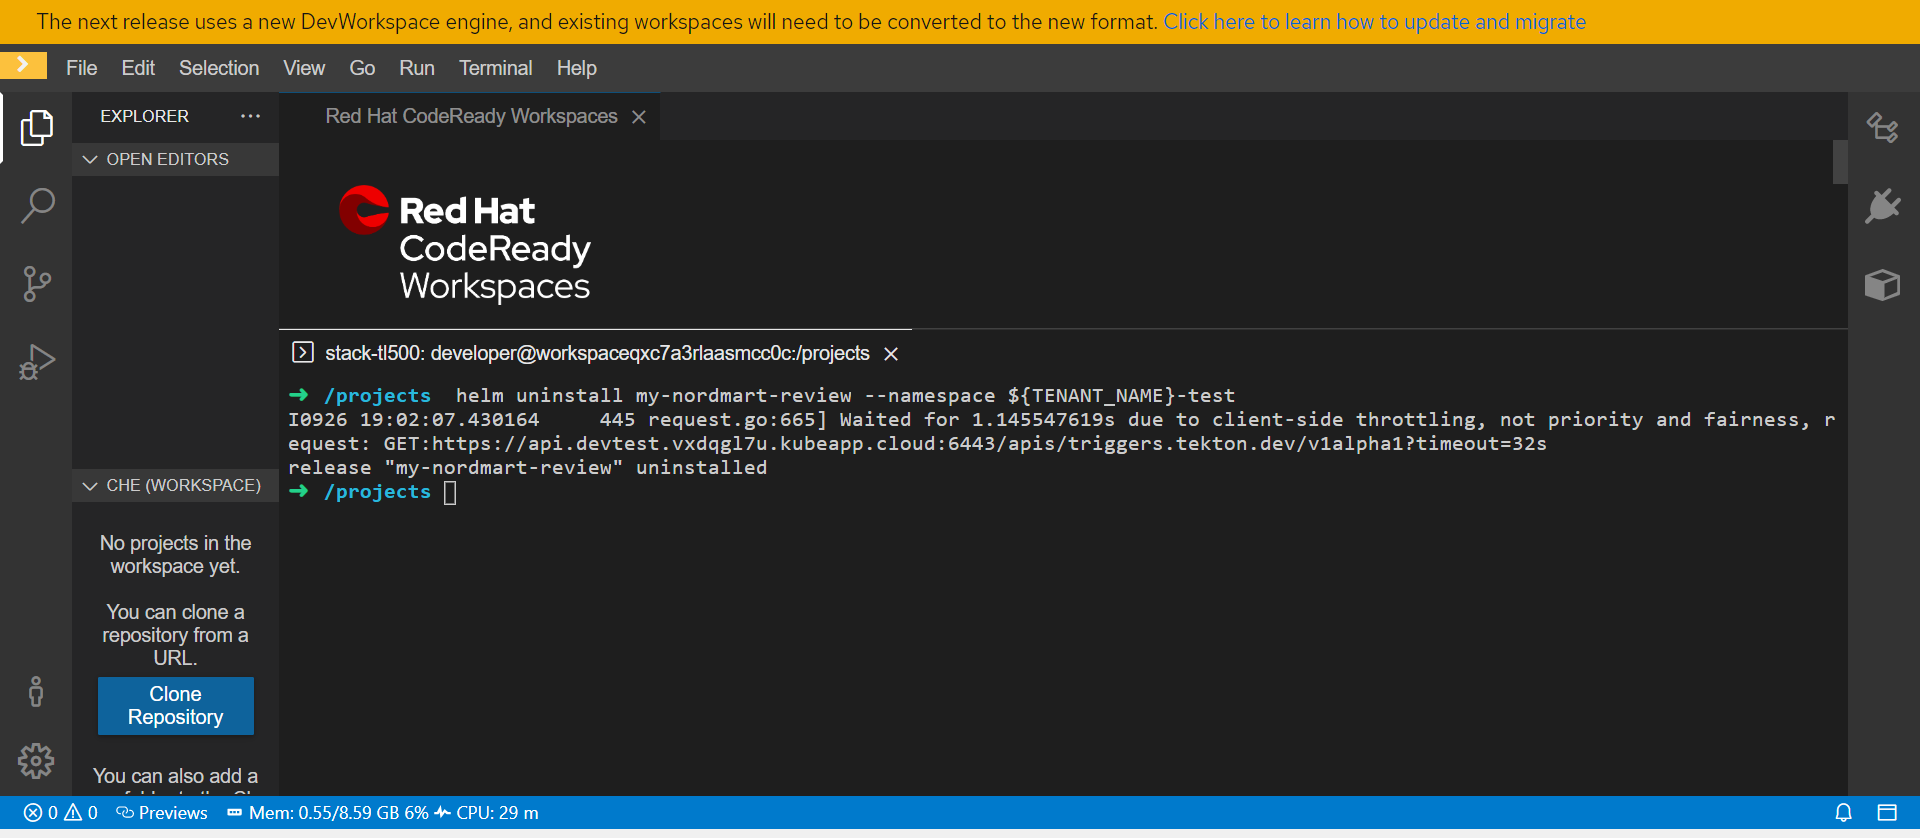 The next release uses a new DevWorkspace engine, and existing workspaces will need to be converted to the new format. Click here to learn how to update and migrate
File Edit Selection View Go Run Terminal Help
EXPLORER
OPEN EDITORS
Red Hat CodeReady Workspaces
Red Hat
CodeReady
Workspaces
stack-tl500: developer@workspaceqxc7a3rlaasmcc0c:/projects
/projects helm uninstall my-nordmart-review --namespace ${TENANT_NAME}-test
I0926 19:02:07.430164     445 request.go:665] Waited for 1.145547619s due to client-side throttling, not priority and fairness, r
equest: GET:https://api.devtest.vxdqgl7u.kubeapp.cloud:6443/apis/triggers.tekton.dev/v1alpha1?timeout=32s
release "my-nordmart-review" uninstalled
/projects
CHE (WORKSPACE)
No projects in the
workspace yet.
You can clone a
repository from a
URL.
Clone
Repository
You can also add a
0 0 Previews Mem: 0.55/8.59 GB 6% CPU: 29 m